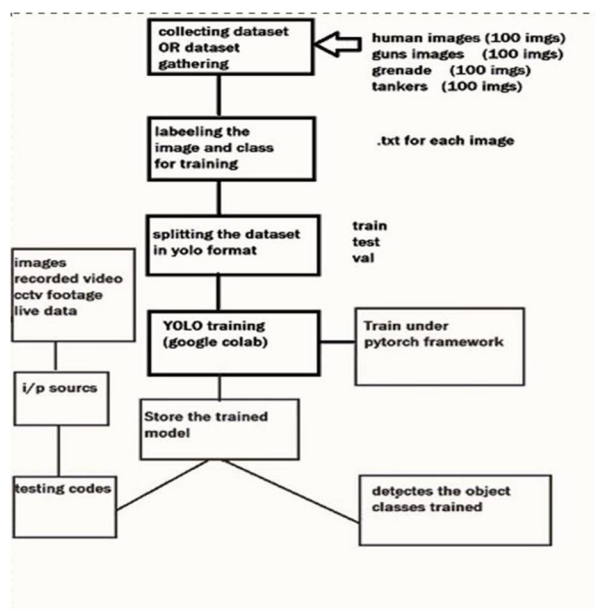 collecting dataset
OR dataset
gathering
human images (100 imgs)
guns images (100 imgs)
grenade (100 imgs)
tankers (100 imgs)
labeeling the
image and class
for training
.txt for each image
splitting the dataset
in yolo format
train
test
val
images
recorded video
cctv footage
live data
YOLO training
(google colab)
Train under
pytorch framework
i/p sourcs
Store the trained
model
testing codes
detectes the object
classes trained